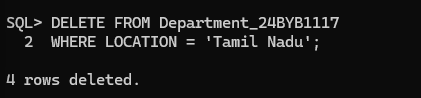 SQL> DELETE FROM Department_24BYB1117
  2  WHERE LOCATION = 'Tamil Nadu';
4 rows deleted.